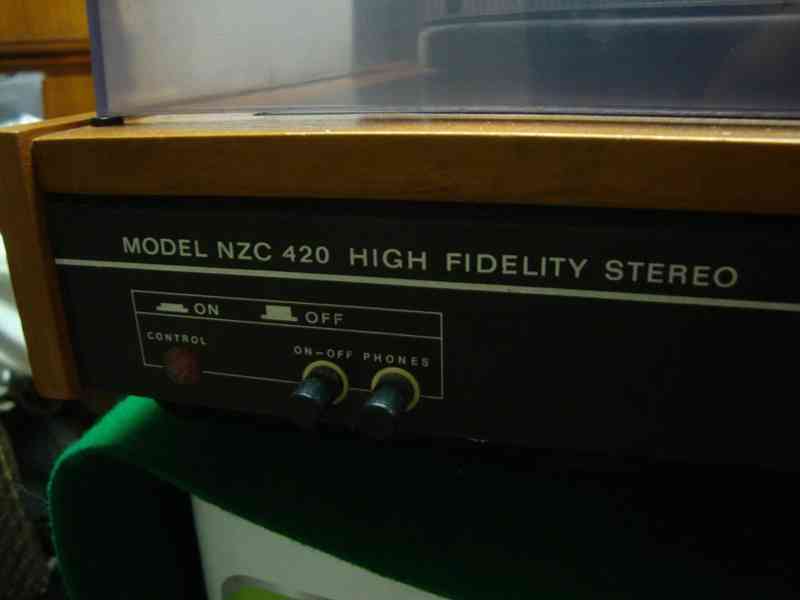 MODEL NZC 420 HIGH FIDELITY STEREO
ON OFF
CONTROL
ON-OFF PHONES